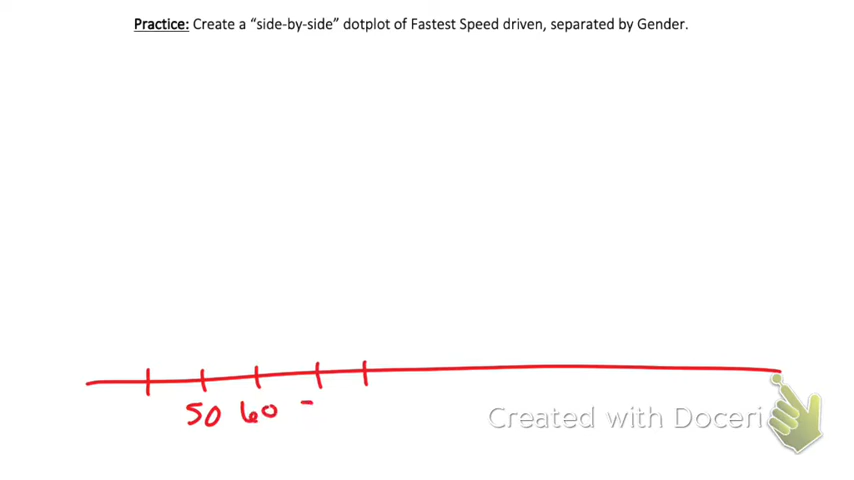 Practice: Create a “side-by-side” dotplot of Fastest Speed driven, separated by Gender.
50 60
Created with Doceri